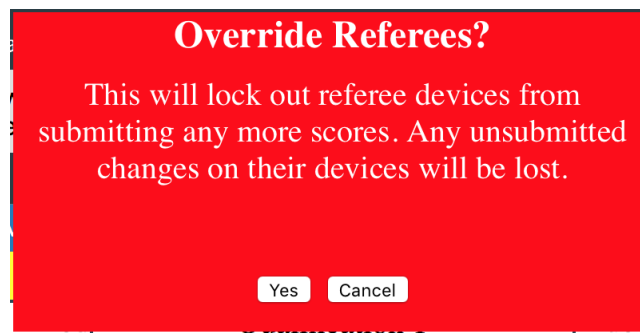 Override Referees?
This will lock out referee devices from
submitting any more scores. Any unsubmitted
changes on their devices will be lost.
Yes Cancel